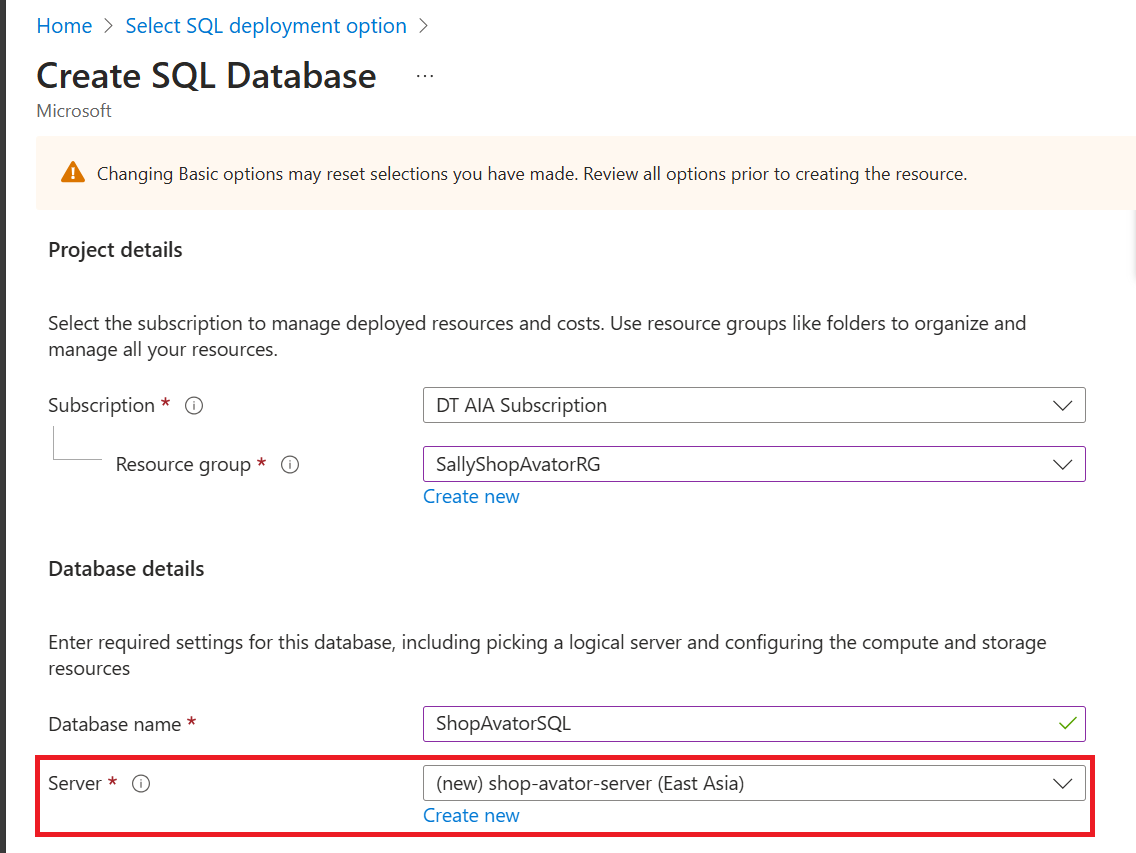 Home > Select SQL deployment option >
Create SQL Database ...
Microsoft
Changing Basic options may reset selections you have made. Review all options prior to creating the resource.
Project details
Select the subscription to manage deployed resources and costs. Use resource groups like folders to organize and
manage all your resources.
Subscription * DT AIA Subscription
Resource group * SallyShopAvatorRG
Create new
Database details
Enter required settings for this database, including picking a logical server and configuring the compute and storage
resources
Database name * ShopAvatorSQL
Server * (new) shop-avator-server (East Asia)
Create new